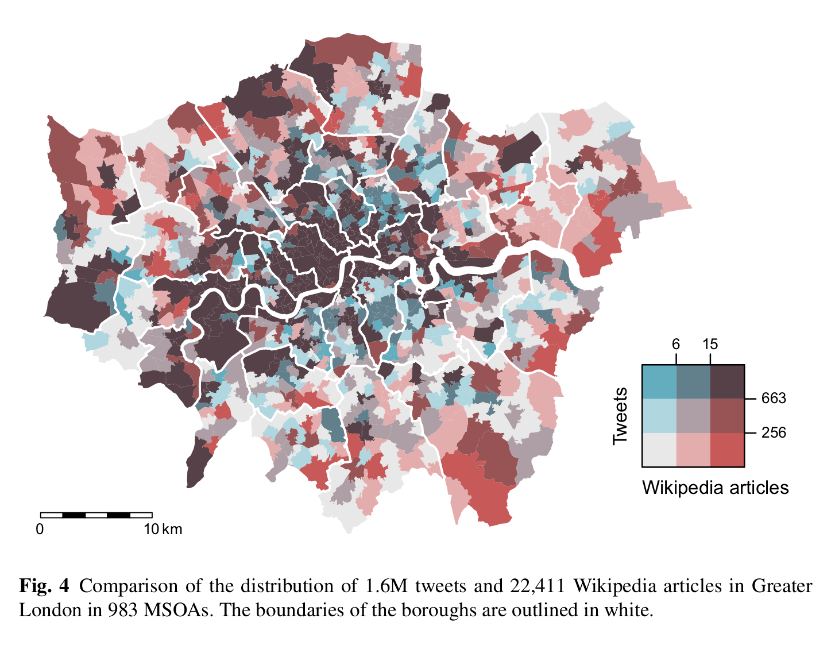 6 15
Tweets
663
256
Wikipedia articles
0 10 km
Fig. 4 Comparison of the distribution of 1.6M tweets and 22,411 Wikipedia articles in Greater
London in 983 MSOAs. The boundaries of the boroughs are outlined in white.